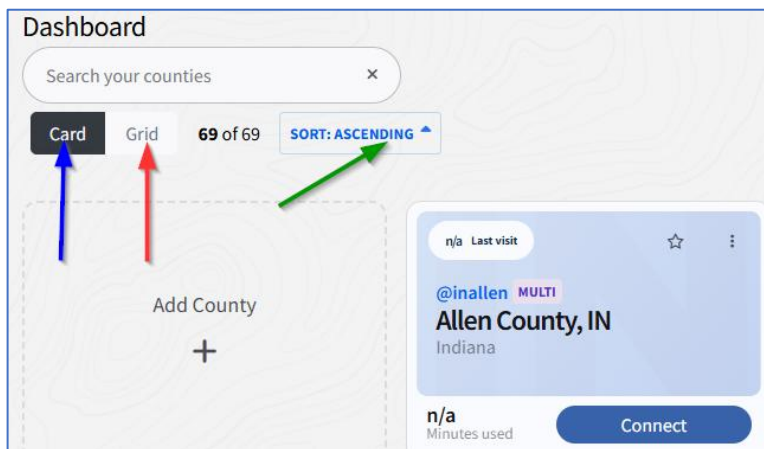 Dashboard
Search your counties ×
Card Grid 69 of 69 SORT: ASCENDING
Add County
+
n/a Last visit
@inallen MULTI
Allen County, IN
Indiana
n/a
Minutes used
Connect